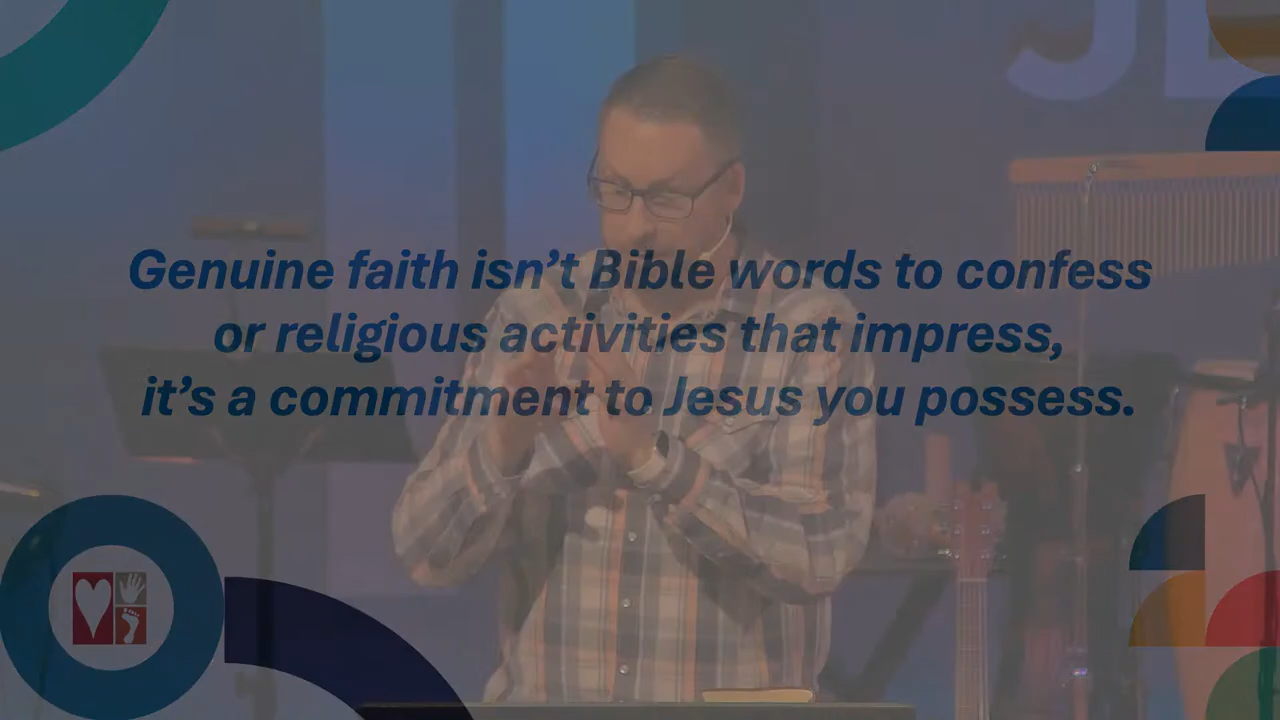 Genuine faith isn’t Bible words to confess
or religious activities that impress,
it’s a commitment to Jesus you possess.